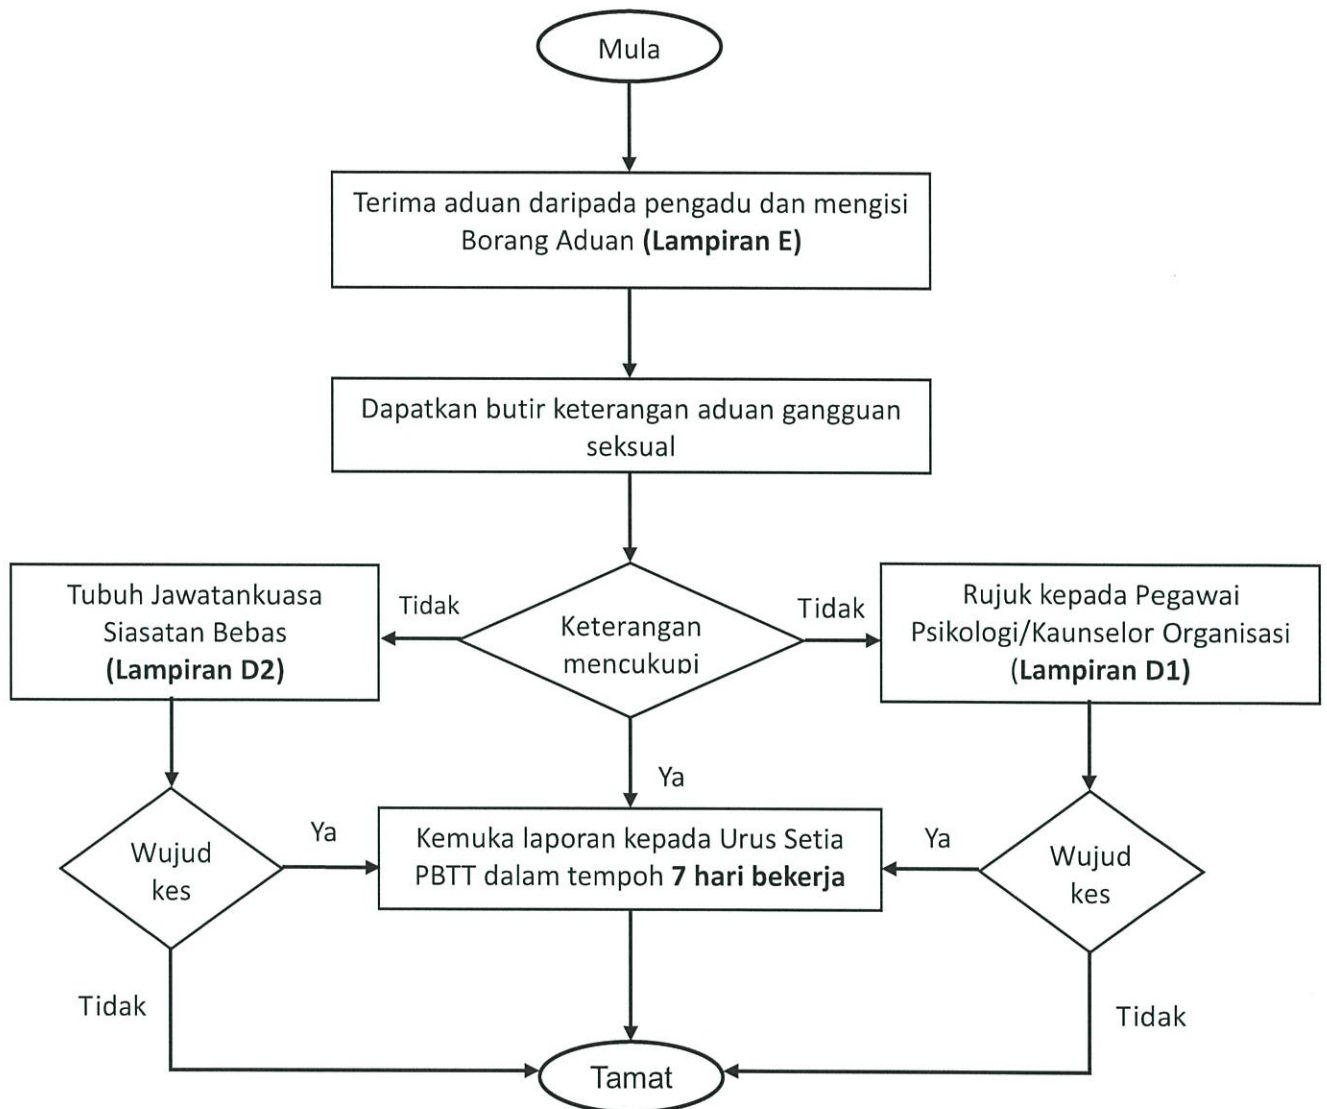 Mula
Terima aduan daripada pengadu dan mengisi
Borang Aduan (Lampiran E)
Dapatkan butir keterangan aduan gangguan
seksual
Keterangan
mencukupi
Tidak
Tidak
Tubuh Jawatankuasa
Siasatan Bebas
(Lampiran D2)
Rujuk kepada Pegawai
Psikologi/Kaunselor Organisasi
(Lampiran D1)
Ya
Wujud
kes
Ya
Kemuka laporan kepada Urus Setia
PBTT dalam tempoh 7 hari bekerja
Ya
Wujud
kes
Tidak
Tidak
Tamat